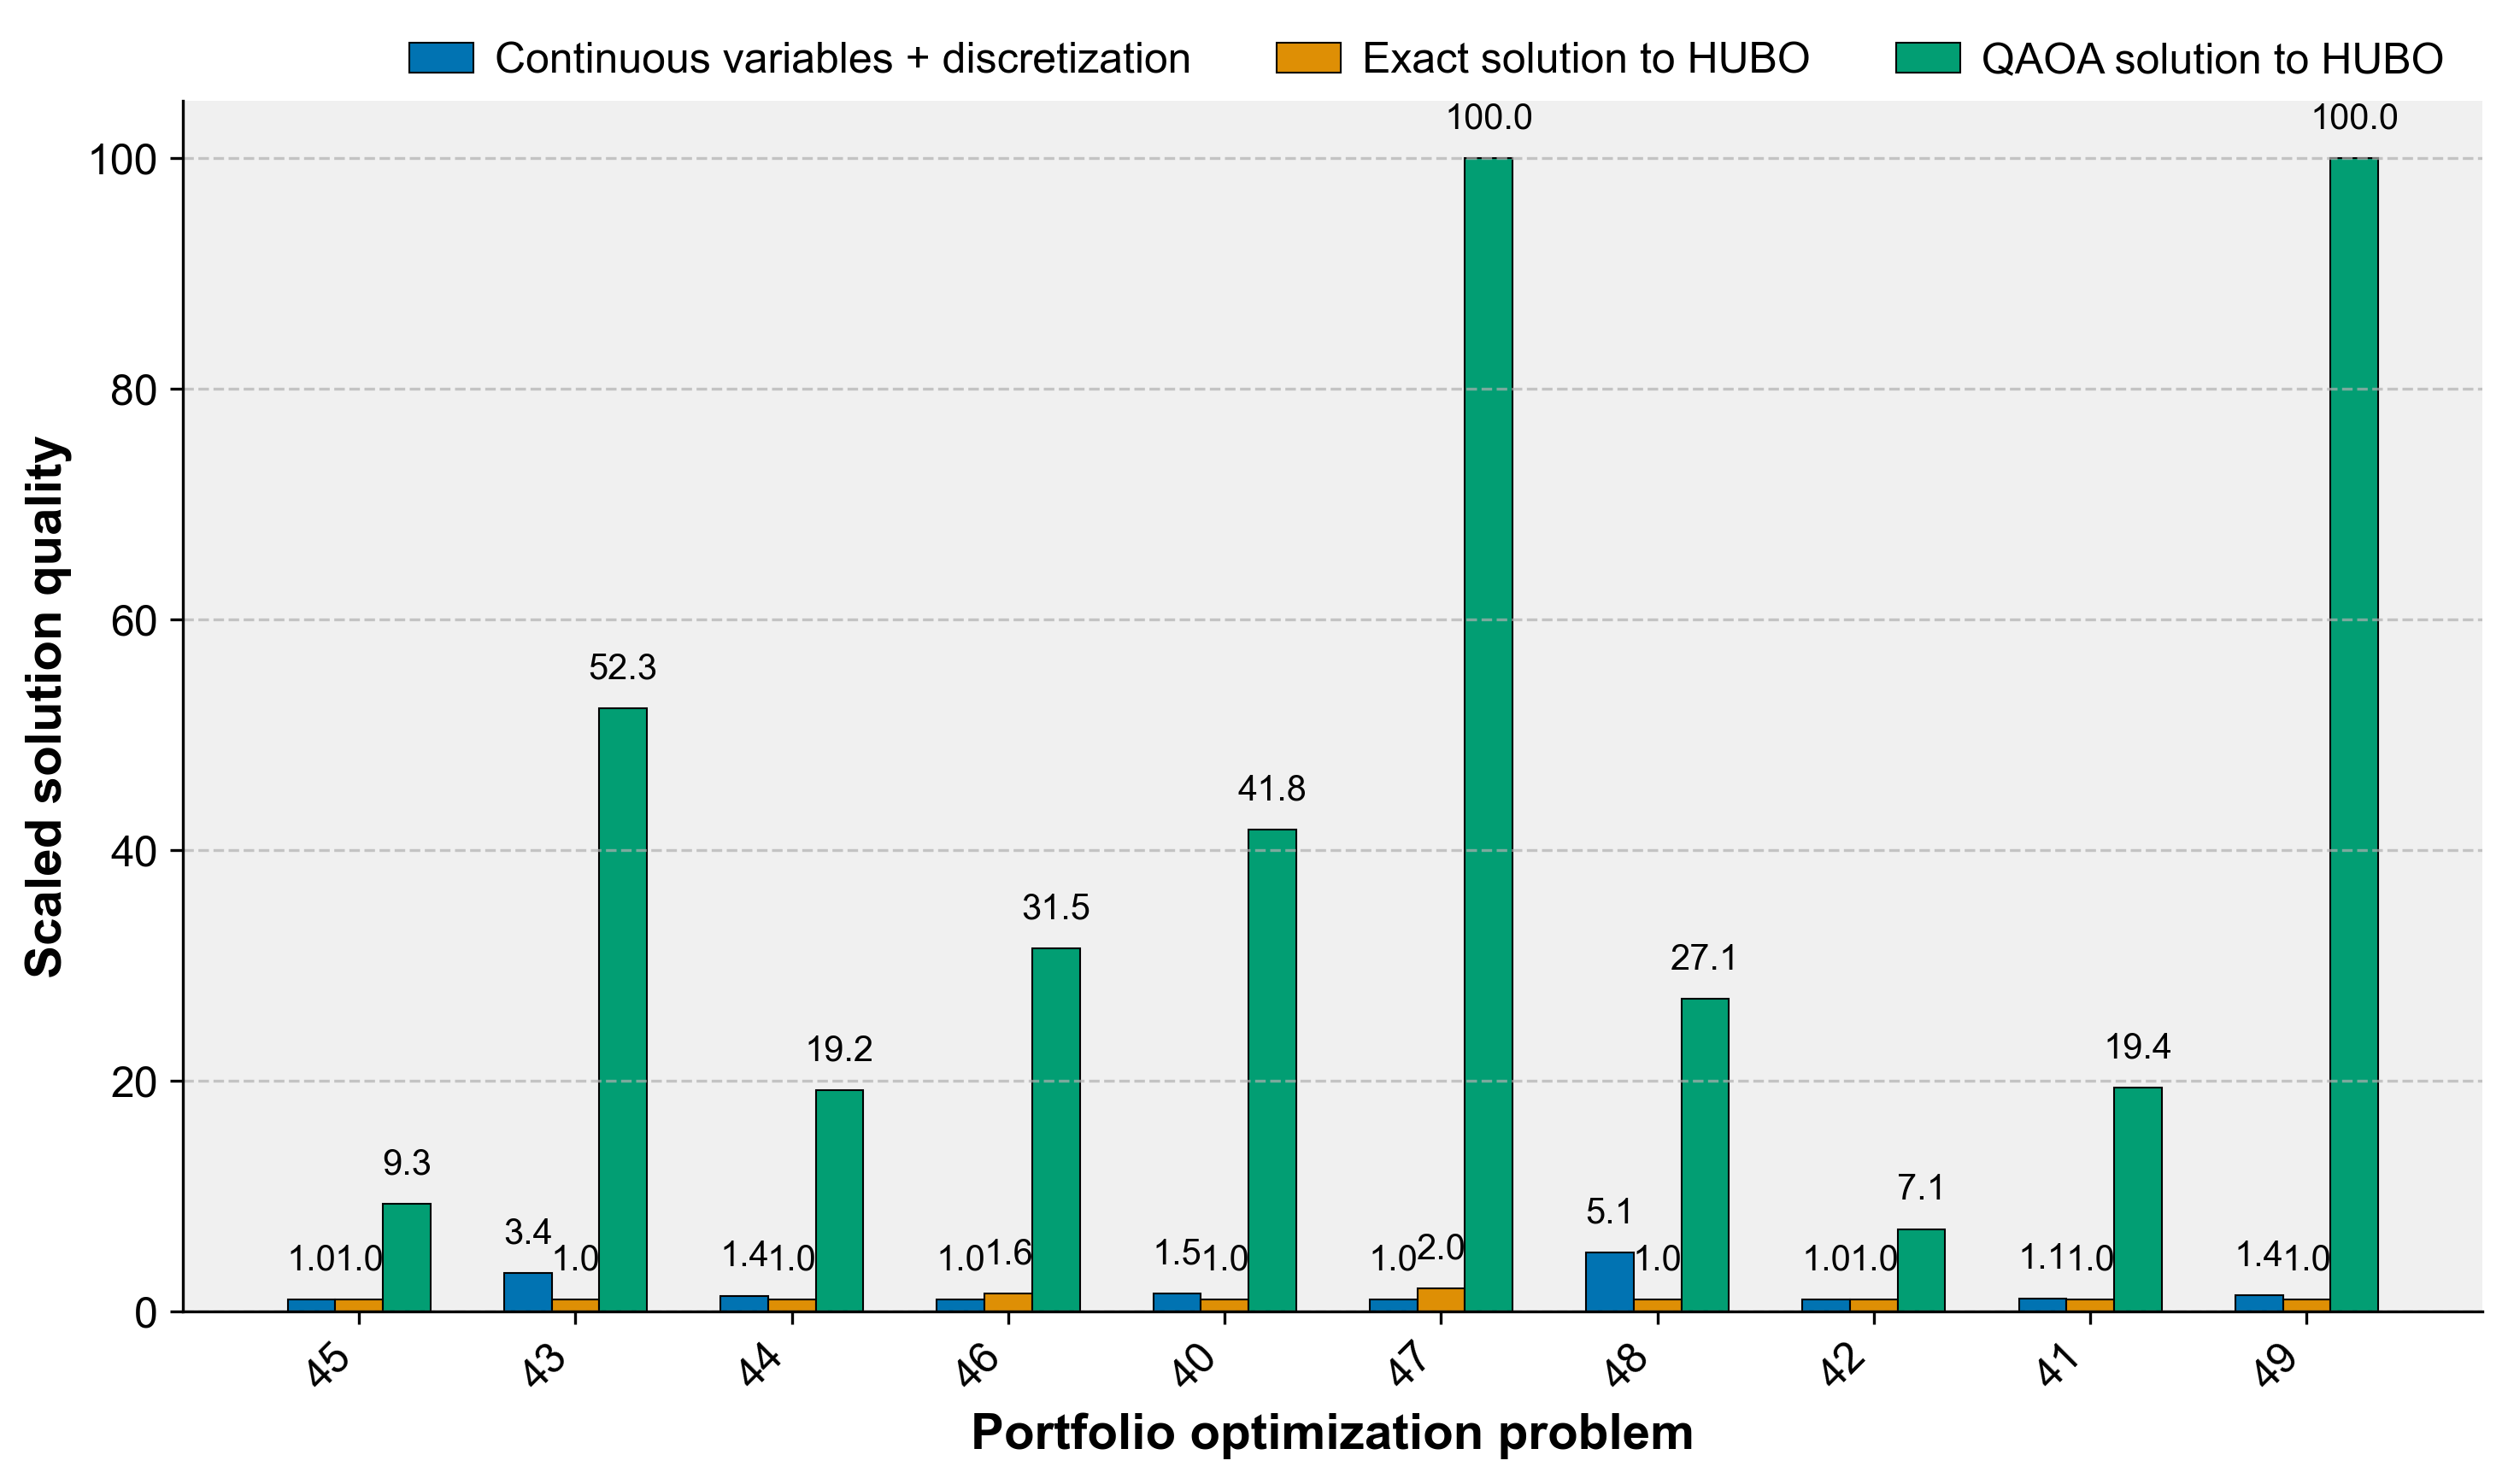 Continuous variables + discretization Exact solution to HUBO QAOA solution to HUBO
100.0 100.0
100
80
60
40
20
0
Scaled solution quality
1.0 1.0 9.3
3.4 1.0 52.3
1.4 1.0 19.2
1.0 1.6 31.5
1.5 1.0 41.8
1.0 2.0
5.1 1.0 27.1
1.0 1.0 7.1
1.1 1.0 19.4
1.4 1.0
45 43 44 46 40 47 48 42 41 49
Portfolio optimization problem